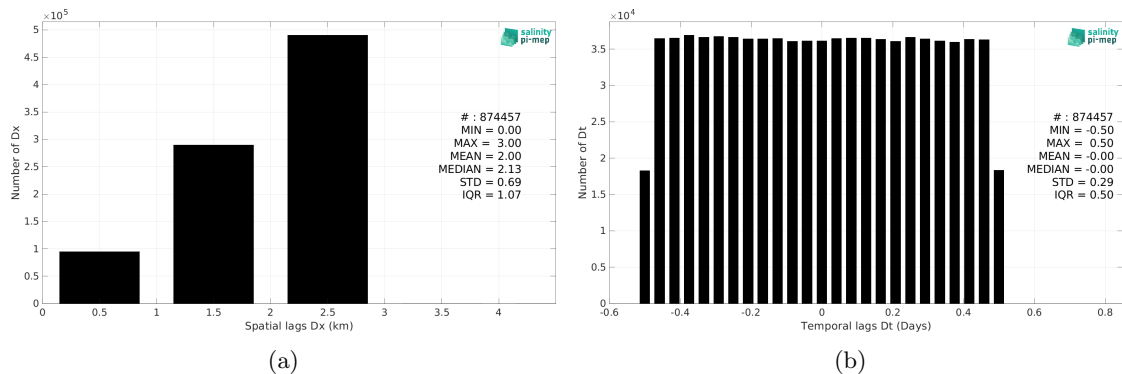 ×10⁵
5
4.5
4
3.5
3
2.5
2
1.5
1
0.5
0
Number of Dx
0 0.5 1 1.5 2 2.5 3 3.5 4
Spatial lags Dx (km)
salinity
pi-mep
# : 874457
MIN = 0.00
MAX = 3.00
MEAN = 2.00
MEDIAN = 2.13
STD = 0.69
IQR = 1.07
(a)
×10⁴
3.5
3
2.5
2
1.5
1
0.5
0
Number of Dt
-0.6 -0.4 -0.2 0 0.2 0.4 0.6 0.8
Temporal lags Dt (Days)
salinity
pi-mep
# : 874457
MIN = -0.50
MAX = 0.50
MEAN = -0.00
MEDIAN = -0.00
STD = 0.29
IQR = 0.50
(b)